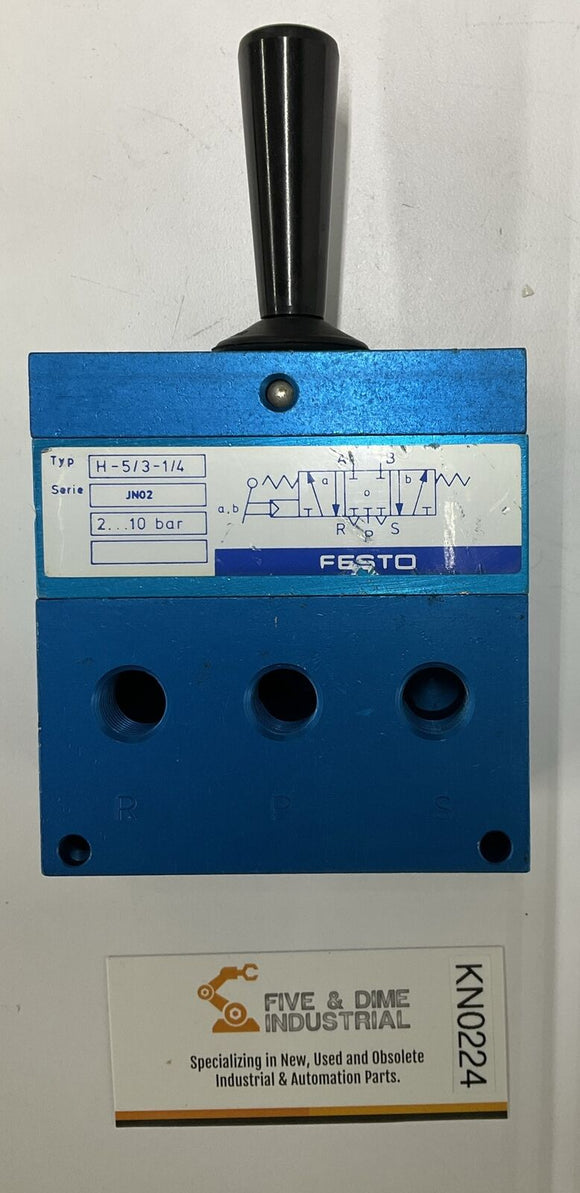 Typ H-5/3-1/4
Serie JN02
2...10 bar
A B
a o b
a,b
R P S
FESTO
R P S
FIVE & DIME
INDUSTRIAL
Specializing in New, Used and Obsolete
Industrial & Automation Parts.
KN0224